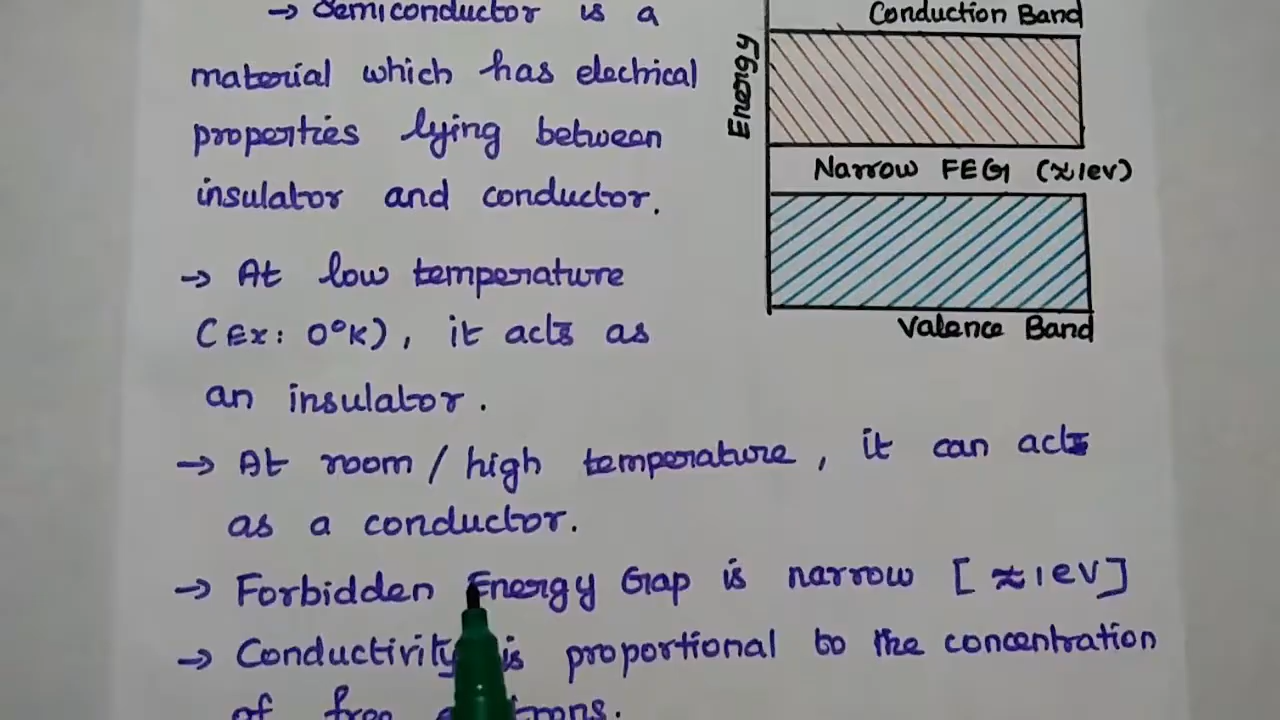 → Semiconductor is a
material which has electrical
properties lying between
insulator and conductor.
→ At low temperature
(Ex: 0°K), it acts as
an insulator.
→ At room / high temperature, it can acts
as a conductor.
→ Forbidden Energy Gap is narrow [≈1eV]
→ Conductivity is proportional to the concentration
of free
Conduction Band
Energy
Narrow FEG (≈1eV)
Valence Band